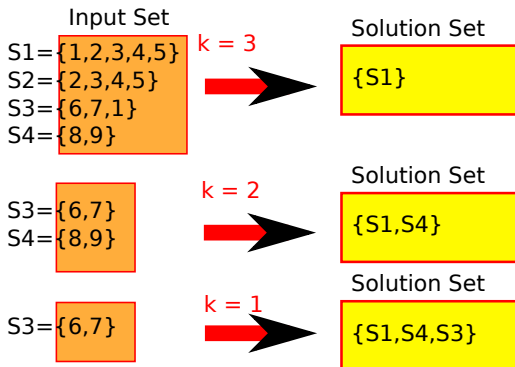 Input Set
S1={1,2,3,4,5}
S2={2,3,4,5}
S3={6,7,1}
S4={8,9}
k = 3
Solution Set
{S1}
S3={6,7}
S4={8,9}
k = 2
Solution Set
{S1,S4}
S3={6,7}
k = 1
Solution Set
{S1,S4,S3}